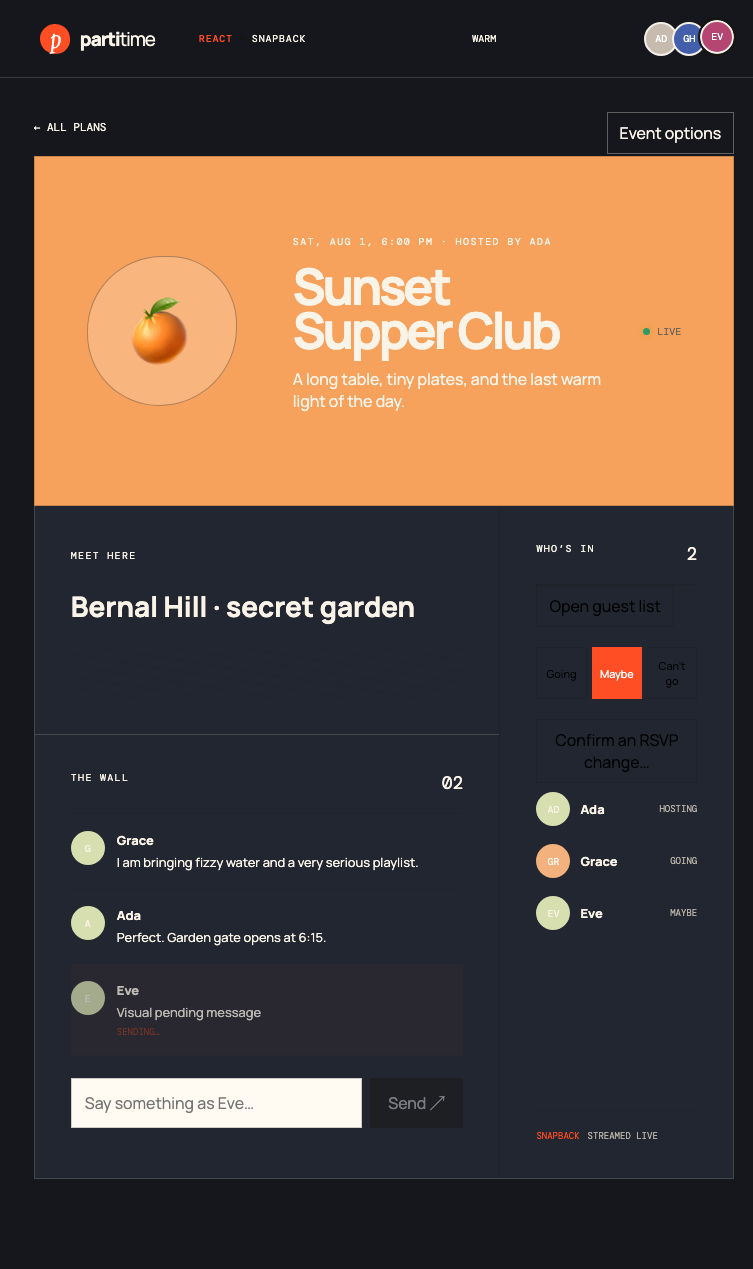 p partitime REACT SNAPBACK WARM AD GH EV
← ALL PLANS
Event options
SAT, AUG 1, 6:00 PM · HOSTED BY ADA
Sunset
Supper Club
LIVE
A long table, tiny plates, and the last warm
light of the day.
MEET HERE
Bernal Hill · secret garden
THE WALL
02
G
Grace
I am bringing fizzy water and a very serious playlist.
A
Ada
Perfect. Garden gate opens at 6:15.
E
Eve
Visual pending message
SENDING…
Say something as Eve…
Send ↗
WHO’S IN
2
Open guest list
Going
Maybe
Can't
go
Confirm an RSVP
change…
AD Ada HOSTING
GR Grace GOING
EV Eve MAYBE
SNAPBACK STREAMED LIVE